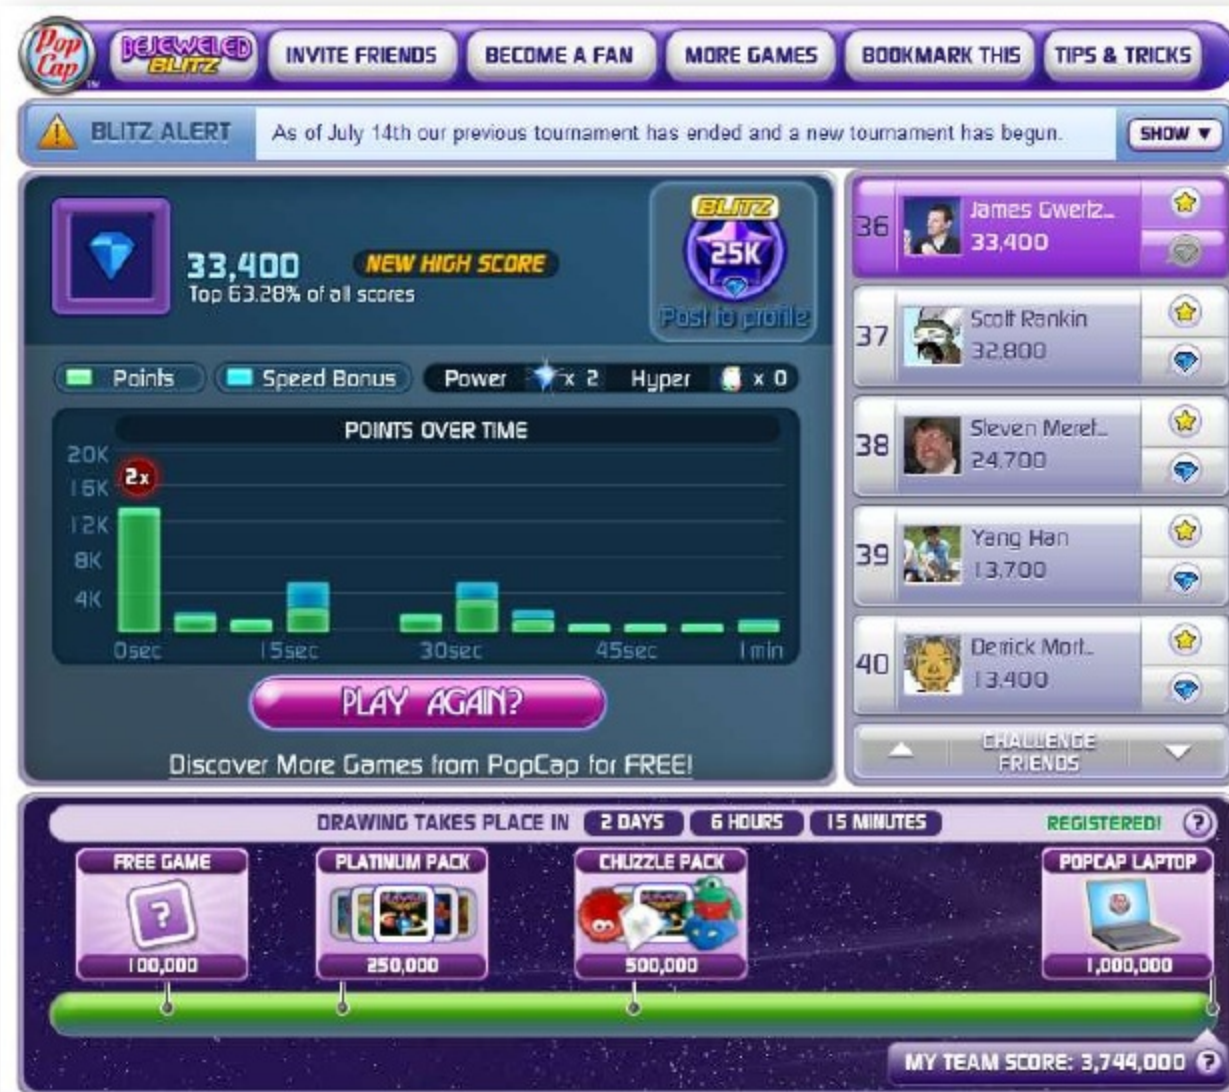 Pop Cap
BEJEWELED BLITZ
INVITE FRIENDS
BECOME A FAN
MORE GAMES
BOOKMARK THIS
TIPS & TRICKS
BLITZ ALERT
As of July 14th our previous tournament has ended and a new tournament has begun.
SHOW
33,400
NEW HIGH SCORE
Top 63.28% of all scores
BLITZ
25K
Post to profile
Points
Speed Bonus
Power x 2
Hyper x 0
POINTS OVER TIME
20K
16K
12K
8K
4K
2x
0sec
15sec
30sec
45sec
1min
PLAY AGAIN?
Discover More Games from PopCap for FREE!
36
James Gwertz...
33,400
37
Scott Rankin
32,800
38
Steven Meret...
24,700
39
Yang Han
13,700
40
Derrick Mort...
13,400
CHALLENGE
FRIENDS
DRAWING TAKES PLACE IN 2 DAYS 6 HOURS 15 MINUTES
REGISTERED! ?
FREE GAME
?
100,000
PLATINUM PACK
250,000
CHUZZLE PACK
500,000
POPCAP LAPTOP
1,000,000
MY TEAM SCORE: 3,744,000 ?